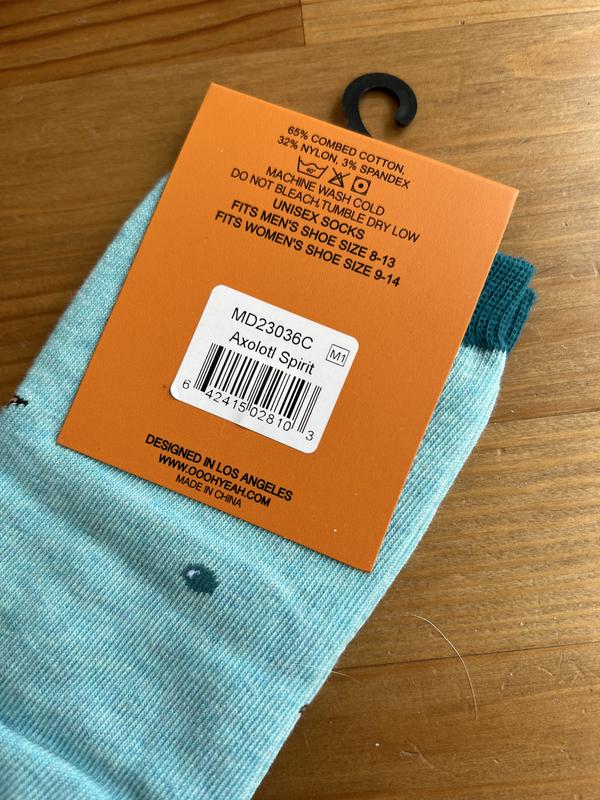 65% COMBED COTTON,
32% NYLON, 3% SPANDEX
40°
MACHINE WASH COLD
DO NOT BLEACH,TUMBLE DRY LOW
UNISEX SOCKS
FITS MEN'S SHOE SIZE 8-13
FITS WOMEN'S SHOE SIZE 9-14
MD23036C
Axolotl Spirit
M1
6 42415 02810 3
DESIGNED IN LOS ANGELES
WWW.OOOHYEAH.COM
MADE IN CHINA